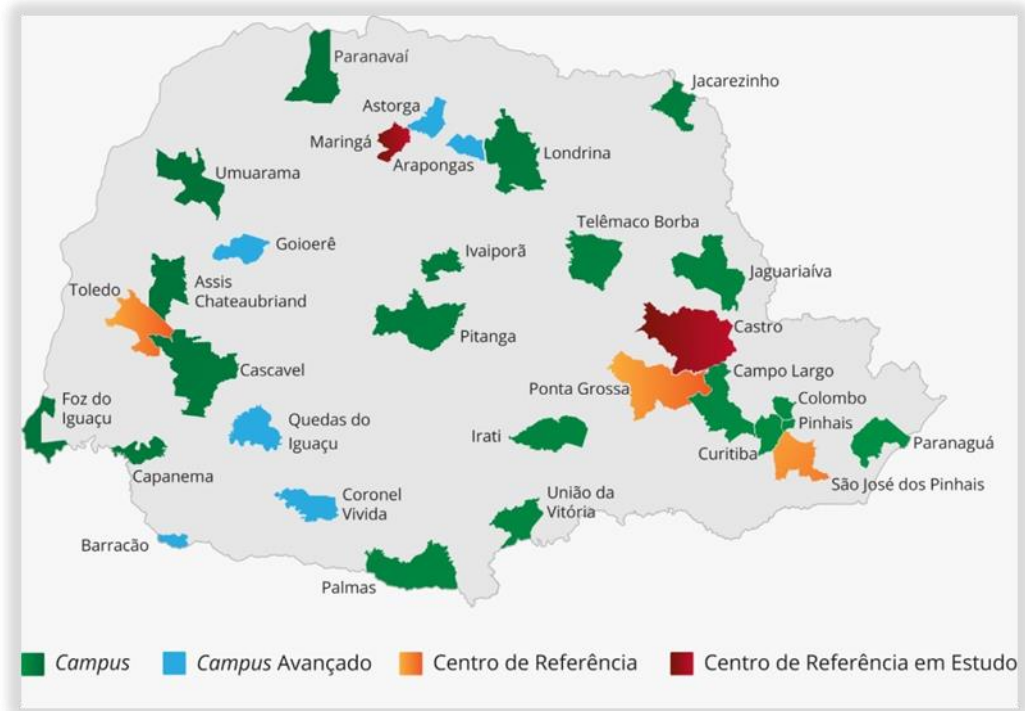 Paranavaí
Jacarezinho
Astorga
Maringá
Arapongas
Londrina
Umuarama
Telêmaco Borba
Goioerê
Ivaiporã
Jaguariaíva
Toledo
Assis
Chateaubriand
Castro
Pitanga
Cascavel
Ponta Grossa
Campo Largo
Foz do
Iguaçu
Quedas do
Iguaçu
Colombo
Pinhais
Irati
Curitiba
Paranaguá
Capanema
São José dos Pinhais
Coronel
Vivida
União da
Vitória
Barracão
Palmas
Campus
Campus Avançado
Centro de Referência
Centro de Referência em Estudo